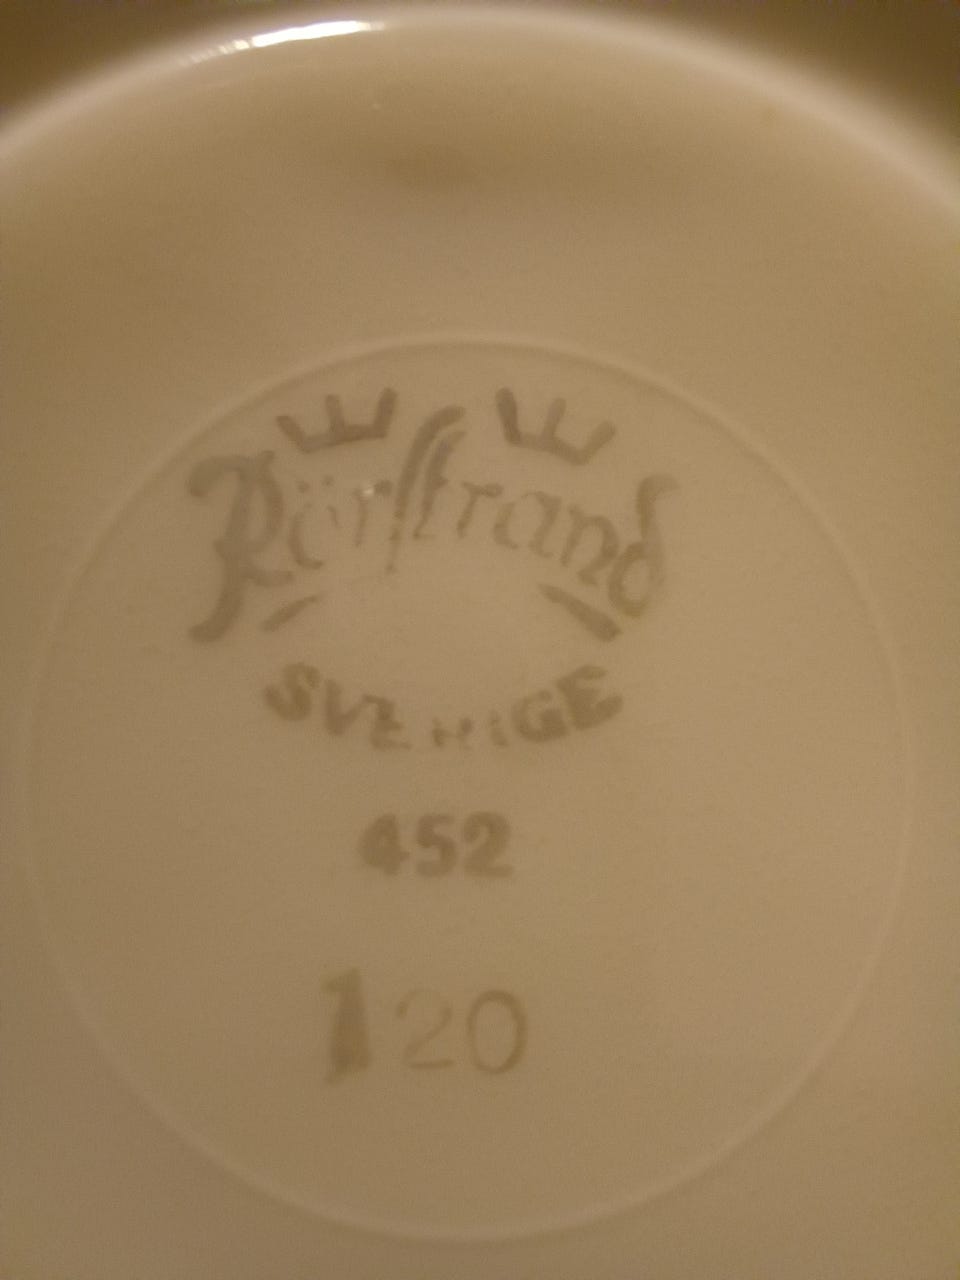 Rörstrand
SVERIGE
452
120